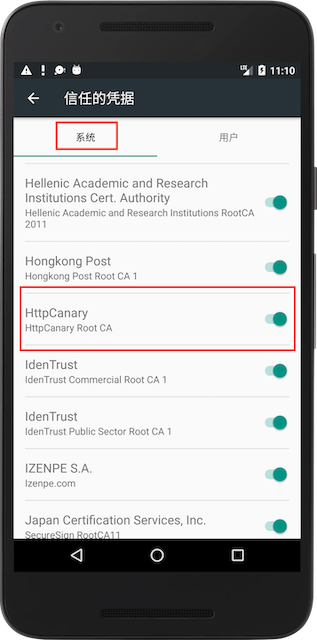 LTE 11:10
信任的凭据
系统
用户
Hellenic Academic and Research
Institutions Cert. Authority
Hellenic Academic and Research Institutions RootCA
2011
Hongkong Post
Hongkong Post Root CA 1
HttpCanary
HttpCanary Root CA
IdenTrust
IdenTrust Commercial Root CA 1
IdenTrust
IdenTrust Public Sector Root CA 1
IZENPE S.A.
Izenpe.com
Japan Certification Services, Inc.
SecureSign RootCA11